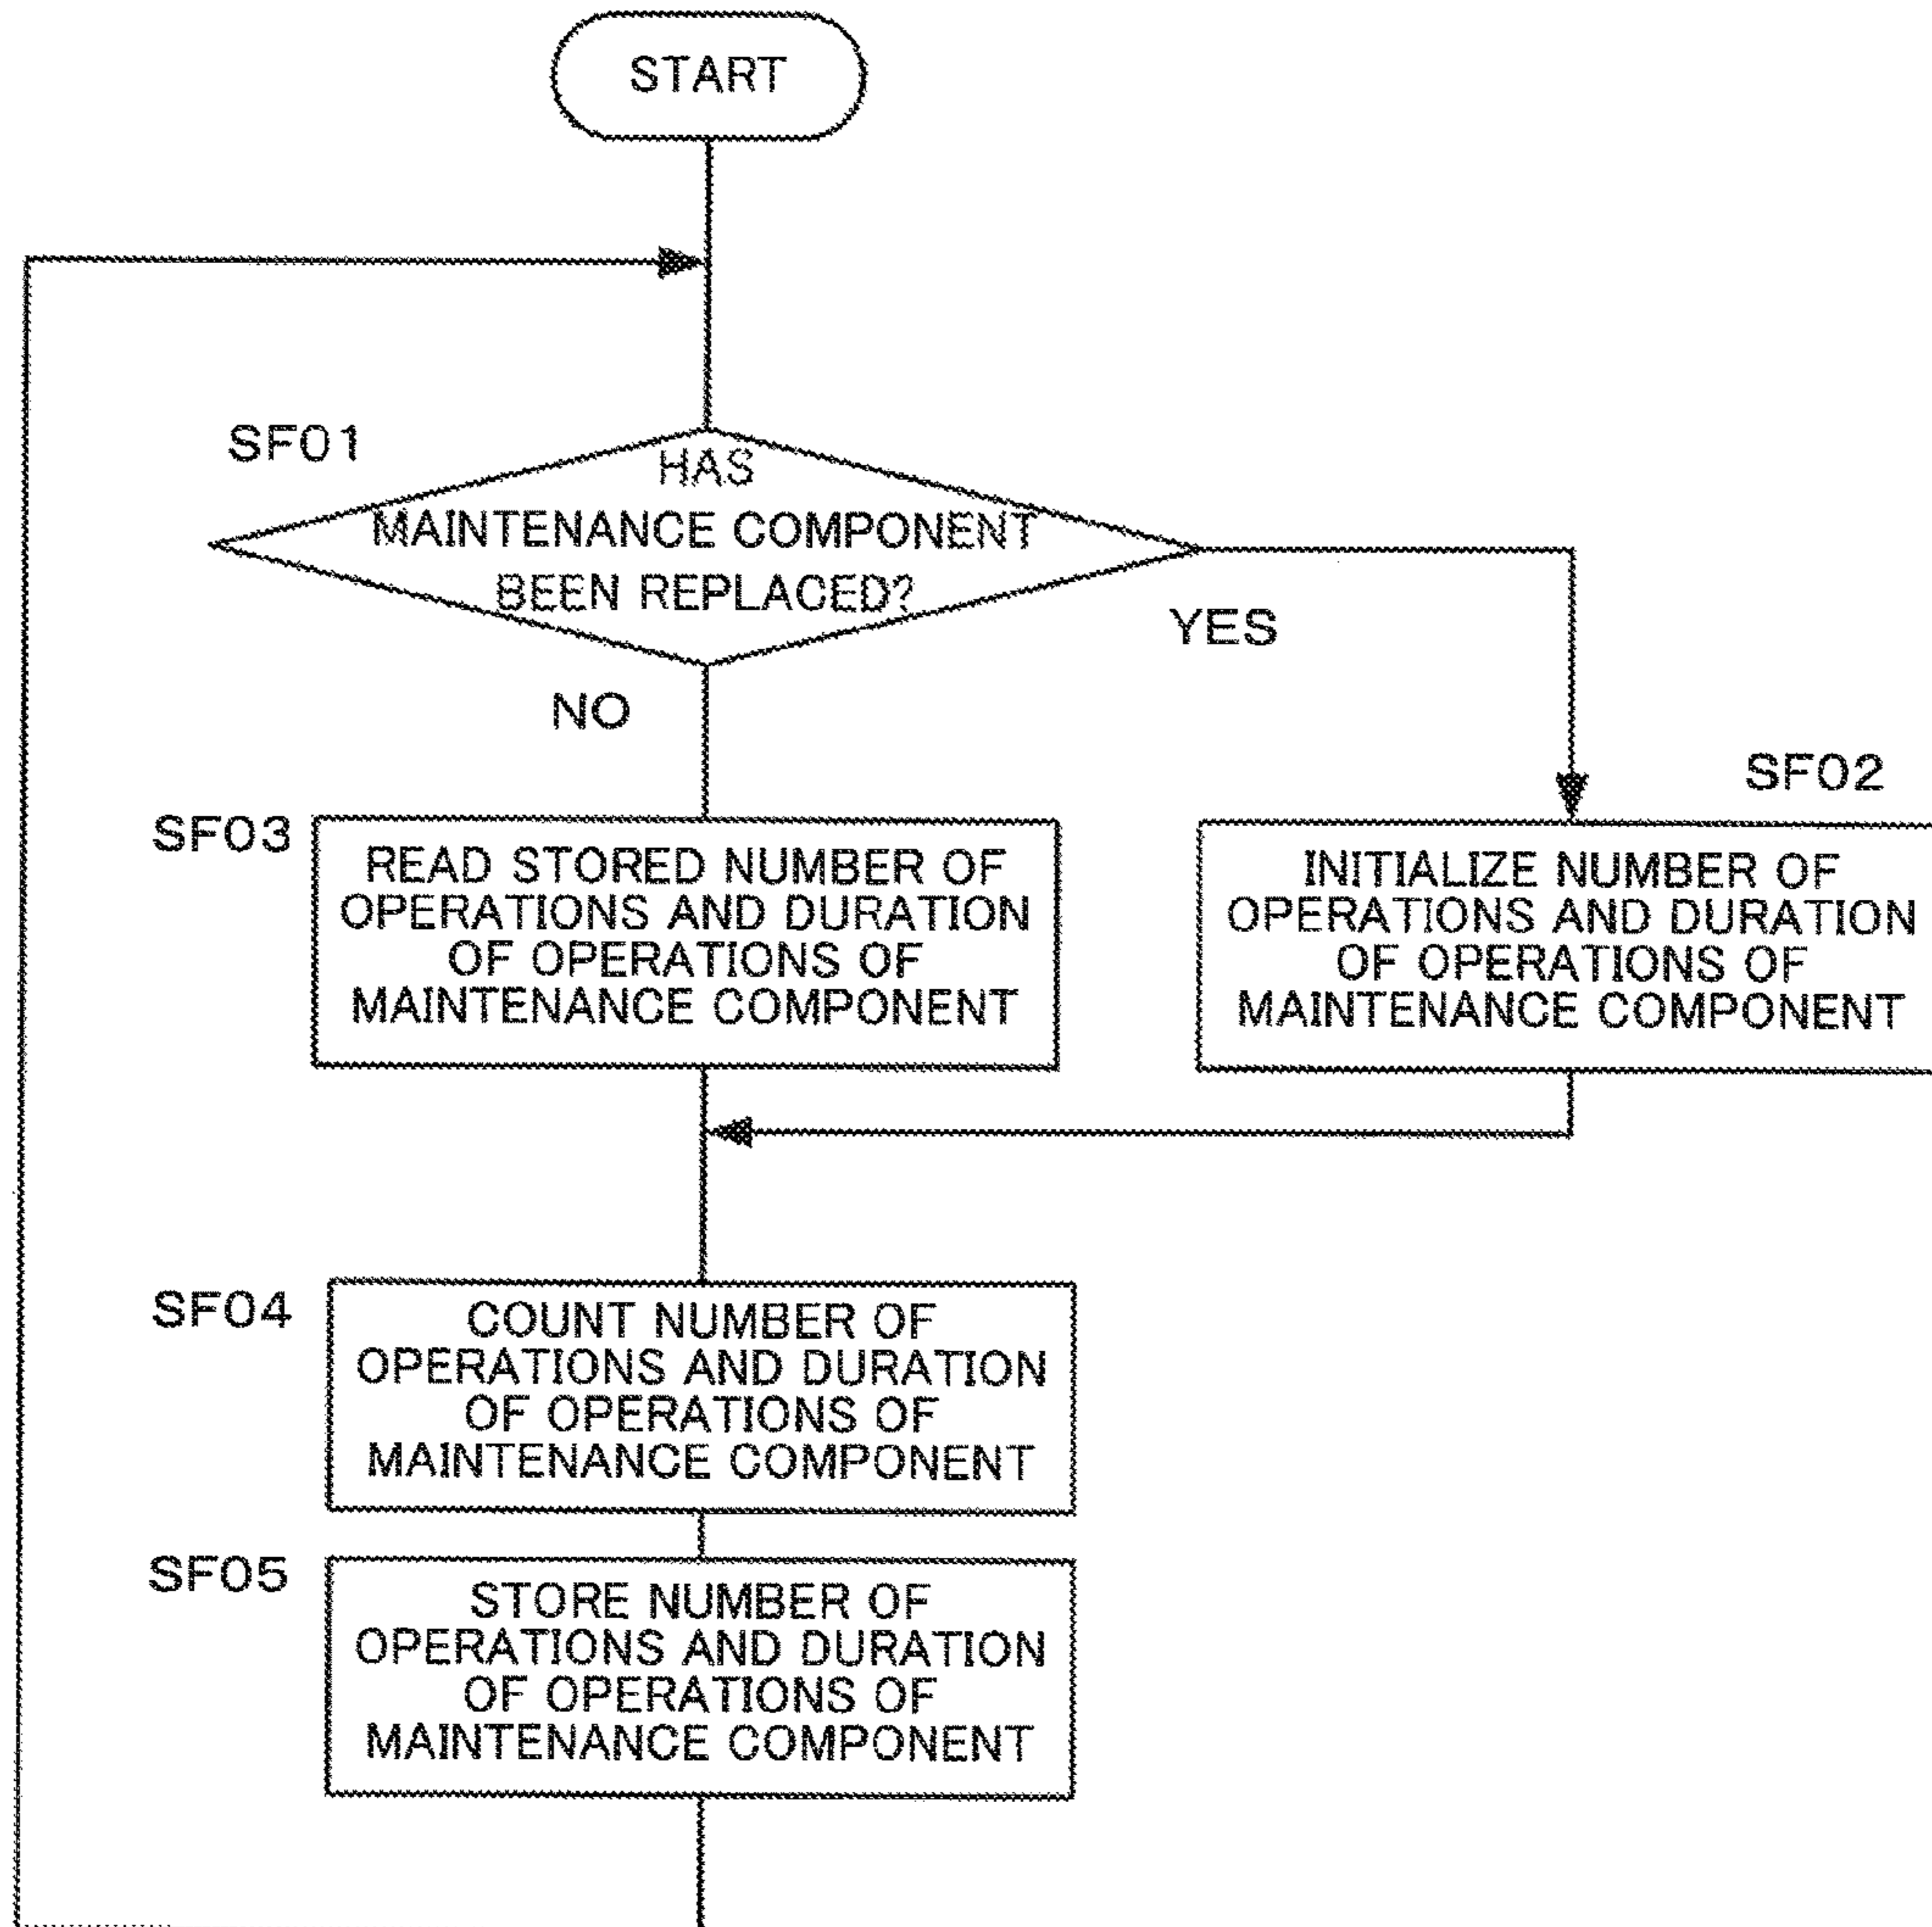 START
SF01
HAS
MAINTENANCE COMPONENT
BEEN REPLACED?
YES
NO
SF02
SF03
READ STORED NUMBER OF
OPERATIONS AND DURATION
OF OPERATIONS OF
MAINTENANCE COMPONENT
INITIALIZE NUMBER OF
OPERATIONS AND DURATION
OF OPERATIONS OF
MAINTENANCE COMPONENT
SF04
COUNT NUMBER OF
OPERATIONS AND DURATION
OF OPERATIONS OF
MAINTENANCE COMPONENT
SF05
STORE NUMBER OF
OPERATIONS AND DURATION
OF OPERATIONS OF
MAINTENANCE COMPONENT